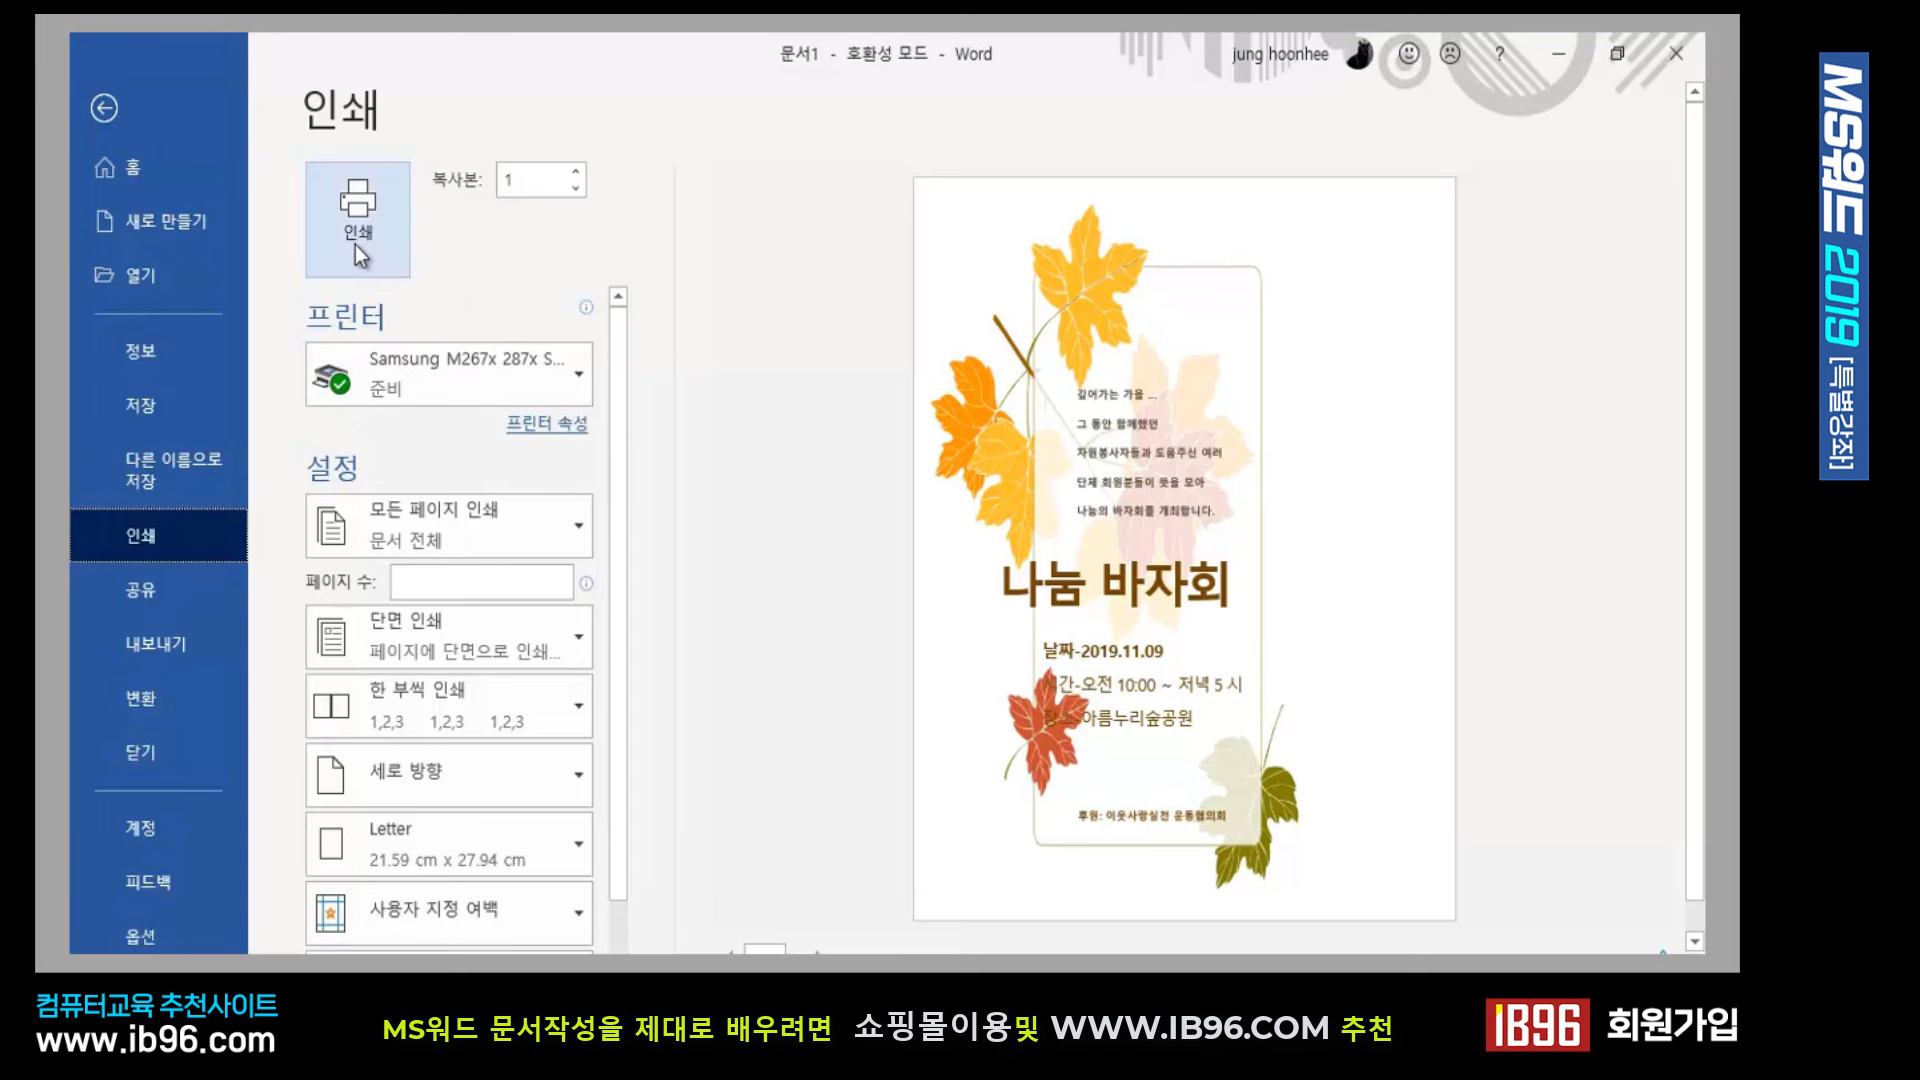 문서1 - 호환성 모드 - Word
jung hoonhee
?
인쇄
홈
새로 만들기
열기
정보
저장
다른 이름으로
저장
인쇄
공유
내보내기
변환
닫기
계정
피드백
옵션
인쇄
복사본: 1
프린터
Samsung M267x 287x S...
준비
프린터 속성
설정
모든 페이지 인쇄
문서 전체
페이지 수:
단면 인쇄
페이지에 단면으로 인쇄...
한 부씩 인쇄
1,2,3 1,2,3 1,2,3
세로 방향
Letter
21.59 cm x 27.94 cm
사용자 지정 여백
깊어가는 가을 ...
그 동안 함께했던
자원봉사자들과 도움주신 여러
단체 회원분들이 뜻을 모아
나눔의 바자회를 개최합니다.
나눔 바자회
날짜-2019.11.09
시간-오전 10:00 ~ 저녁 5 시
장소-아름누리숲공원
후원: 이웃사랑실천 운동협의회
MS워드 2019 [특별강좌]
컴퓨터교육 추천사이트
www.ib96.com
MS워드 문서작성을 제대로 배우려면 쇼핑몰이용및 WWW.IB96.COM 추천
IB96 회원가입